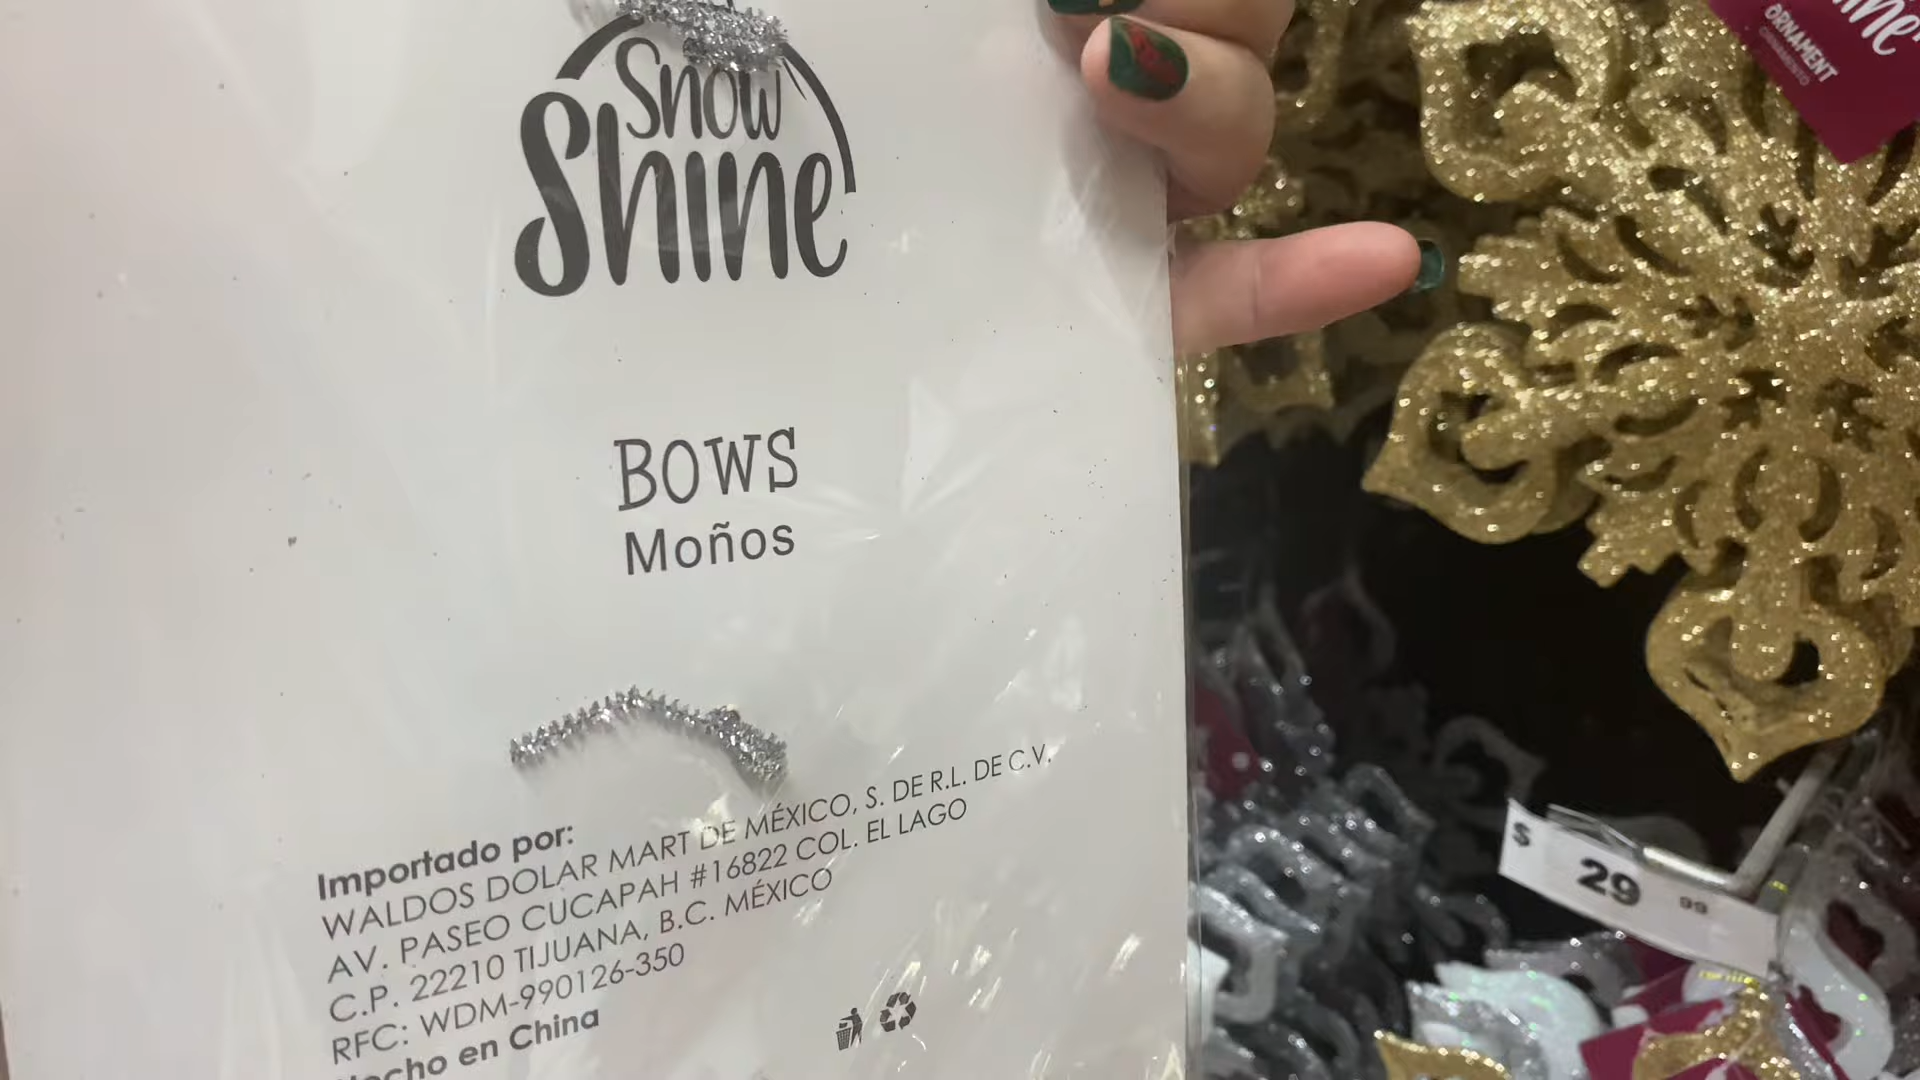 Snow
Shine
BOWS
Moños
Importado por:
WALDOS DOLAR MART DE MÉXICO, S. DE R.L. DE C.V.
AV. PASEO CUCAPAH #16822 COL. EL LAGO
C.P. 22210 TIJUANA, B.C. MÉXICO
RFC: WDM-990126-350
Hecho en China
ORNAMENT
ORNAMENTO
$ 29 99